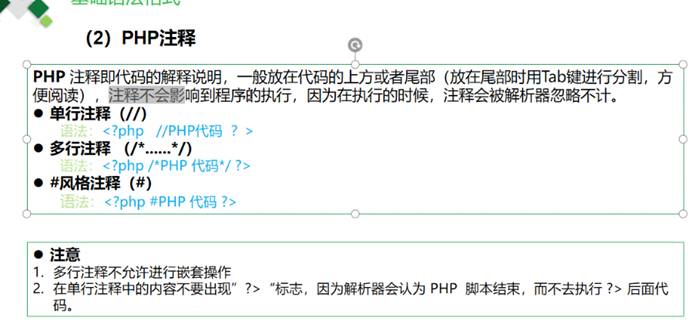 基础语法格式
（2）PHP注释
PHP 注释即代码的解释说明，一般放在代码的上方或者尾部（放在尾部时用Tab键进行分割，方
便阅读），注释不会影响到程序的执行，因为在执行的时候，注释会被解析器忽略不计。
● 单行注释（//）
语法：<?php //PHP代码 ？>
● 多行注释 （/*......*/）
语法：<?php /*PHP 代码*/ ?>
● #风格注释（#）
语法：<?php #PHP 代码 ?>
● 注意
1. 多行注释不允许进行嵌套操作
2. 在单行注释中的内容不要出现”?>“标志，因为解析器会认为 PHP 脚本结束，而不去执行 ?> 后面代
码。